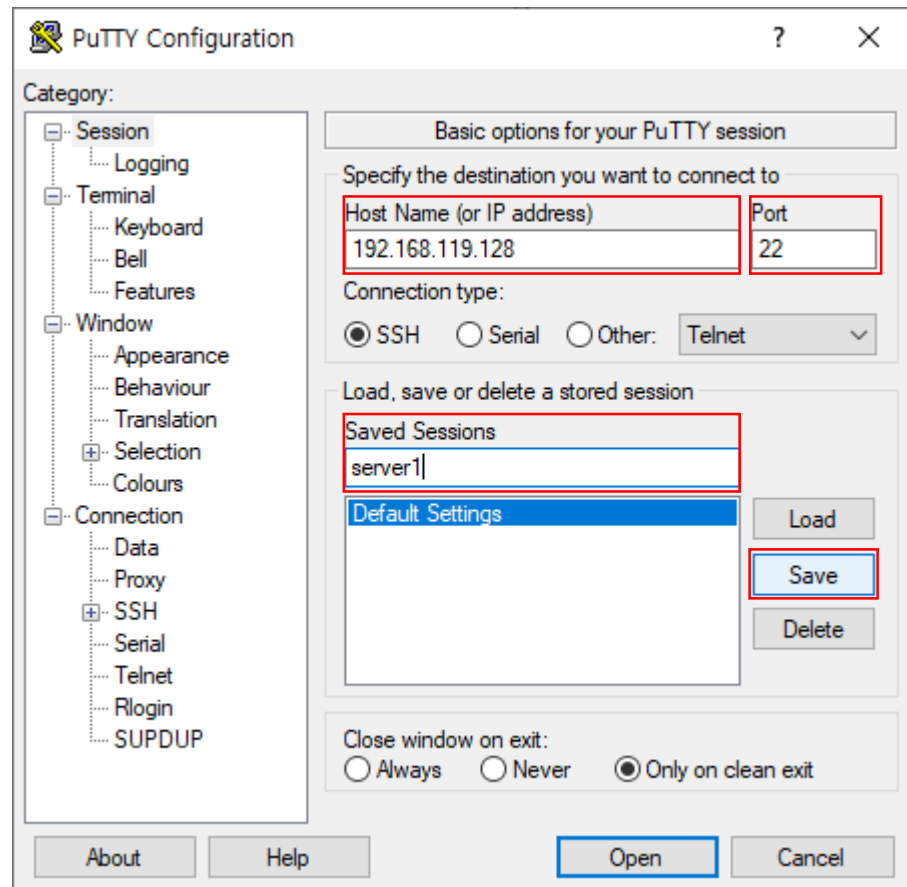 PuTTY Configuration ? ×
Category:
Session
Logging
Terminal
Keyboard
Bell
Features
Window
Appearance
Behaviour
Translation
Selection
Colours
Connection
Data
Proxy
SSH
Serial
Telnet
Rlogin
SUPDUP
Basic options for your PuTTY session
Specify the destination you want to connect to
Host Name (or IP address) Port
192.168.119.128 22
Connection type:
SSH Serial Other: Telnet
Load, save or delete a stored session
Saved Sessions
server1
Default Settings
Load
Save
Delete
Close window on exit:
Always Never Only on clean exit
About Help Open Cancel